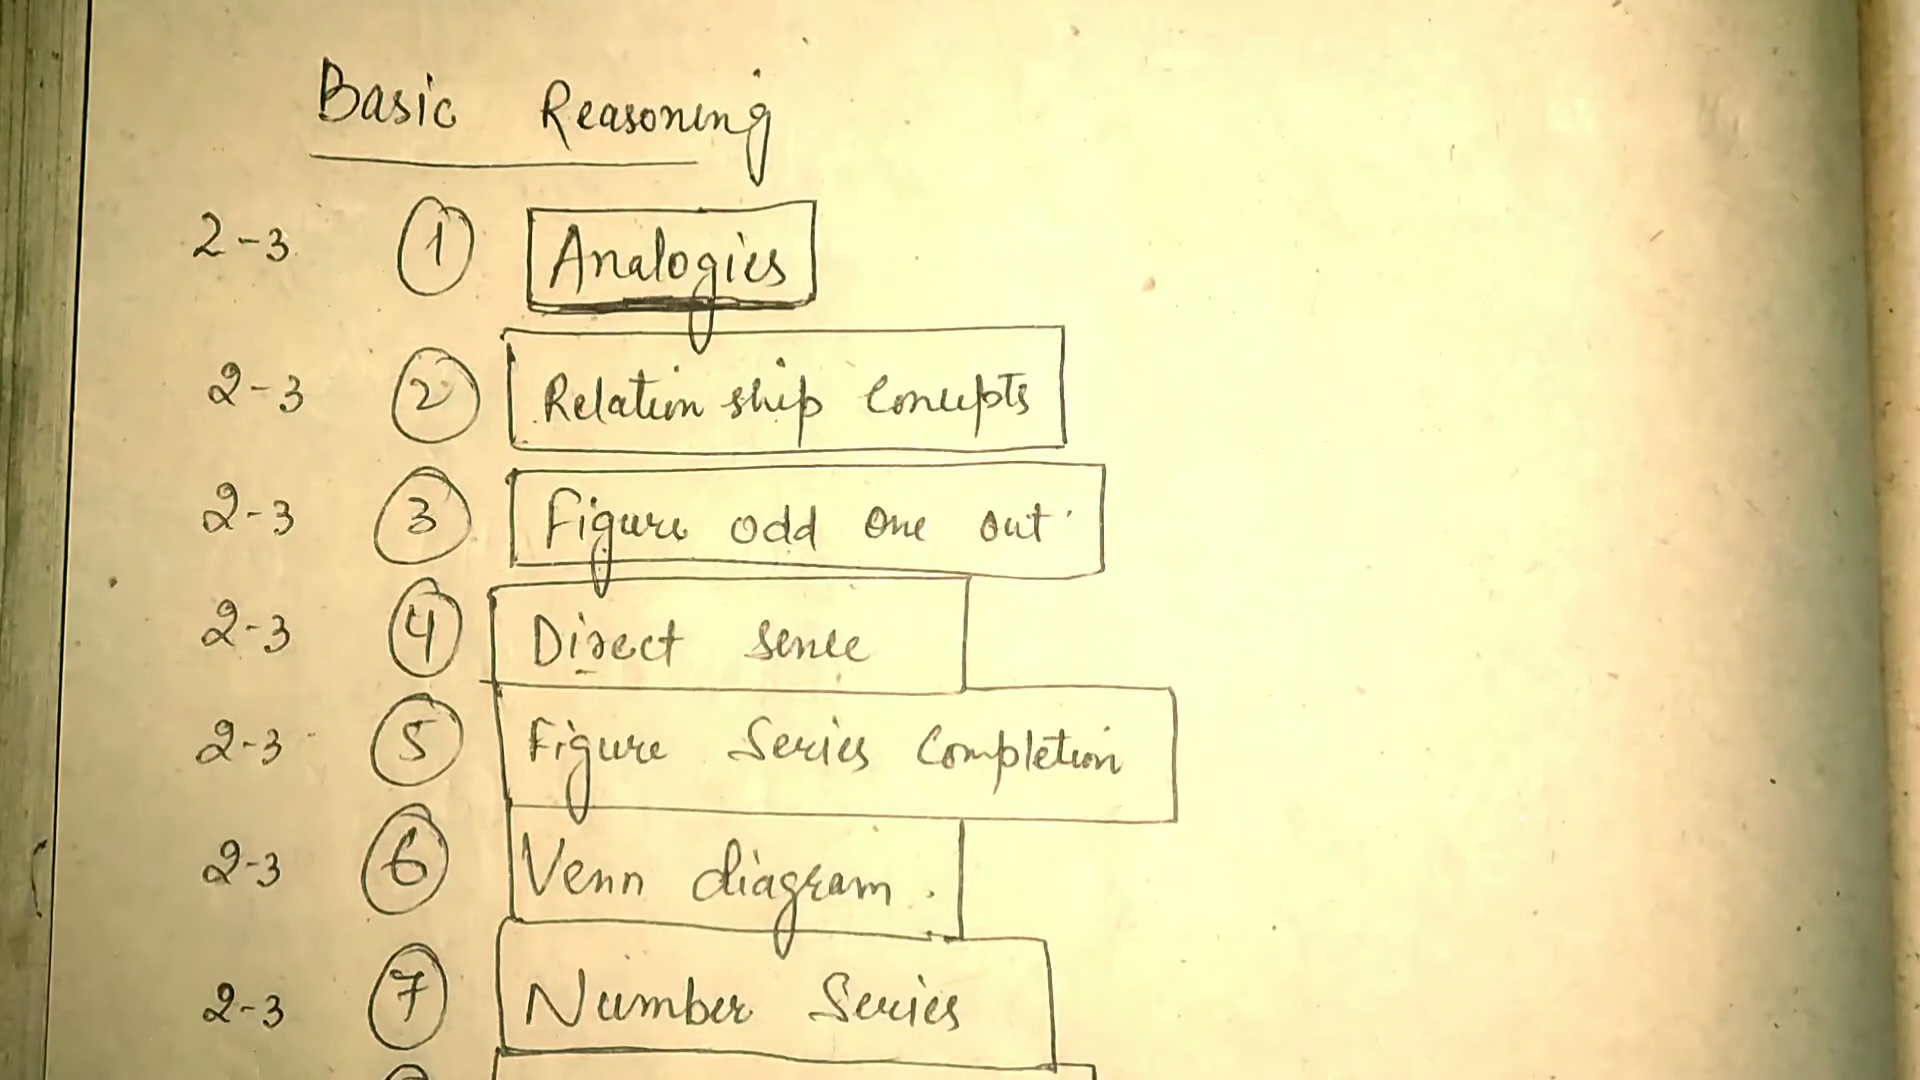 Basic Reasoning
2-3 1 Analogies
2-3 2 Relation ship Concepts
2-3 3 Figure odd one out.
2-3 4 Direct sence
2-3 5 Figure Series Completion
2-3 6 Venn diagram.
2-3 7 Number Series